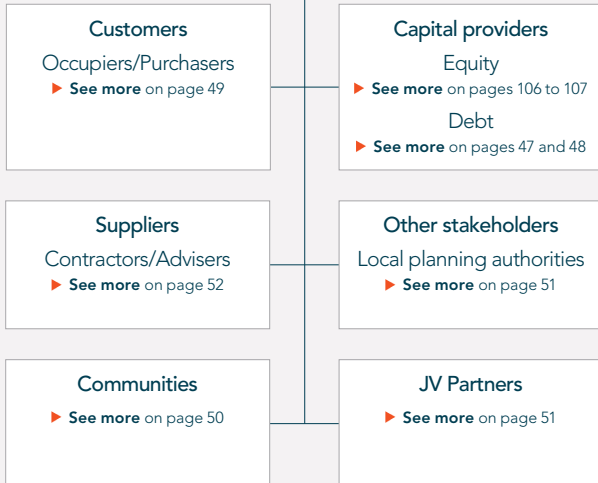 Customers
Occupiers/Purchasers
▶ See more on page 49
Capital providers
Equity
▶ See more on pages 106 to 107
Debt
▶ See more on pages 47 and 48
Suppliers
Contractors/Advisers
▶ See more on page 52
Other stakeholders
Local planning authorities
▶ See more on page 51
Communities
▶ See more on page 50
JV Partners
▶ See more on page 51